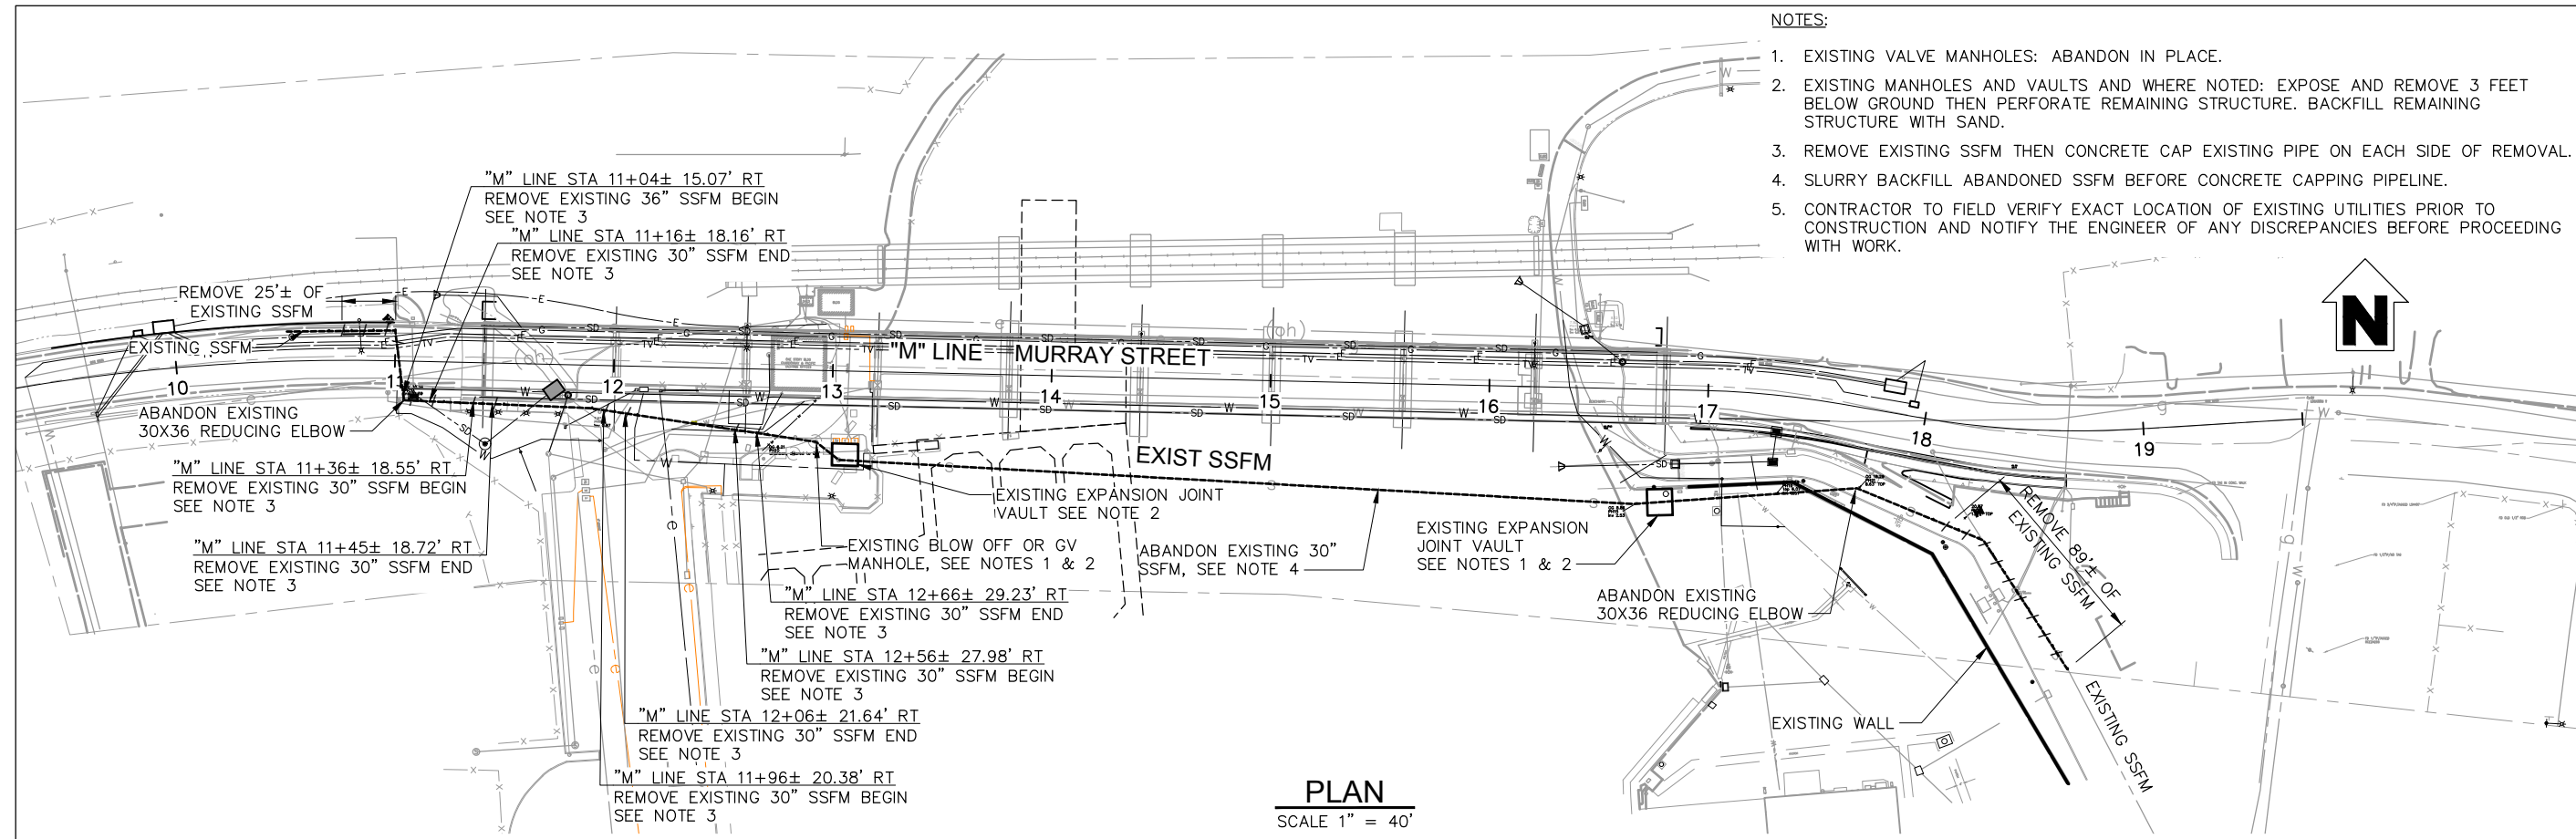 NOTES:
1. EXISTING VALVE MANHOLES: ABANDON IN PLACE.
2. EXISTING MANHOLES AND VAULTS AND WHERE NOTED: EXPOSE AND REMOVE 3 FEET
BELOW GROUND THEN PERFORATE REMAINING STRUCTURE. BACKFILL REMAINING
STRUCTURE WITH SAND.
3. REMOVE EXISTING SSFM THEN CONCRETE CAP EXISTING PIPE ON EACH SIDE OF REMOVAL.
4. SLURRY BACKFILL ABANDONED SSFM BEFORE CONCRETE CAPPING PIPELINE.
5. CONTRACTOR TO FIELD VERIFY EXACT LOCATION OF EXISTING UTILITIES PRIOR TO
CONSTRUCTION AND NOTIFY THE ENGINEER OF ANY DISCREPANCIES BEFORE PROCEEDING
WITH WORK.
N
"M" LINE STA 11+04± 15.07' RT
REMOVE EXISTING 36" SSFM BEGIN
SEE NOTE 3
"M" LINE STA 11+16± 18.16' RT
REMOVE EXISTING 30" SSFM END
SEE NOTE 3
REMOVE 25'± OF
EXISTING SSFM
EXISTING SSFM
"M" LINE MURRAY STREET
10
11
12
13
14
15
16
17
18
19
ABANDON EXISTING
30X36 REDUCING ELBOW
"M" LINE STA 11+36± 18.55' RT
REMOVE EXISTING 30" SSFM BEGIN
SEE NOTE 3
"M" LINE STA 11+45± 18.72' RT
REMOVE EXISTING 30" SSFM END
SEE NOTE 3
EXIST SSFM
EXISTING EXPANSION JOINT
VAULT SEE NOTE 2
EXISTING BLOW OFF OR GV
MANHOLE, SEE NOTES 1 & 2
ABANDON EXISTING 30"
SSFM, SEE NOTE 4
EXISTING EXPANSION
JOINT VAULT
SEE NOTES 1 & 2
ABANDON EXISTING
30X36 REDUCING ELBOW
REMOVE 89'± OF
EXISTING SSFM
EXISTING SSFM
EXISTING WALL
"M" LINE STA 12+66± 29.23' RT
REMOVE EXISTING 30" SSFM END
SEE NOTE 3
"M" LINE STA 12+56± 27.98' RT
REMOVE EXISTING 30" SSFM BEGIN
SEE NOTE 3
"M" LINE STA 12+06± 21.64' RT
REMOVE EXISTING 30" SSFM END
SEE NOTE 3
"M" LINE STA 11+96± 20.38' RT
REMOVE EXISTING 30" SSFM BEGIN
SEE NOTE 3
PLAN
SCALE 1" = 40'